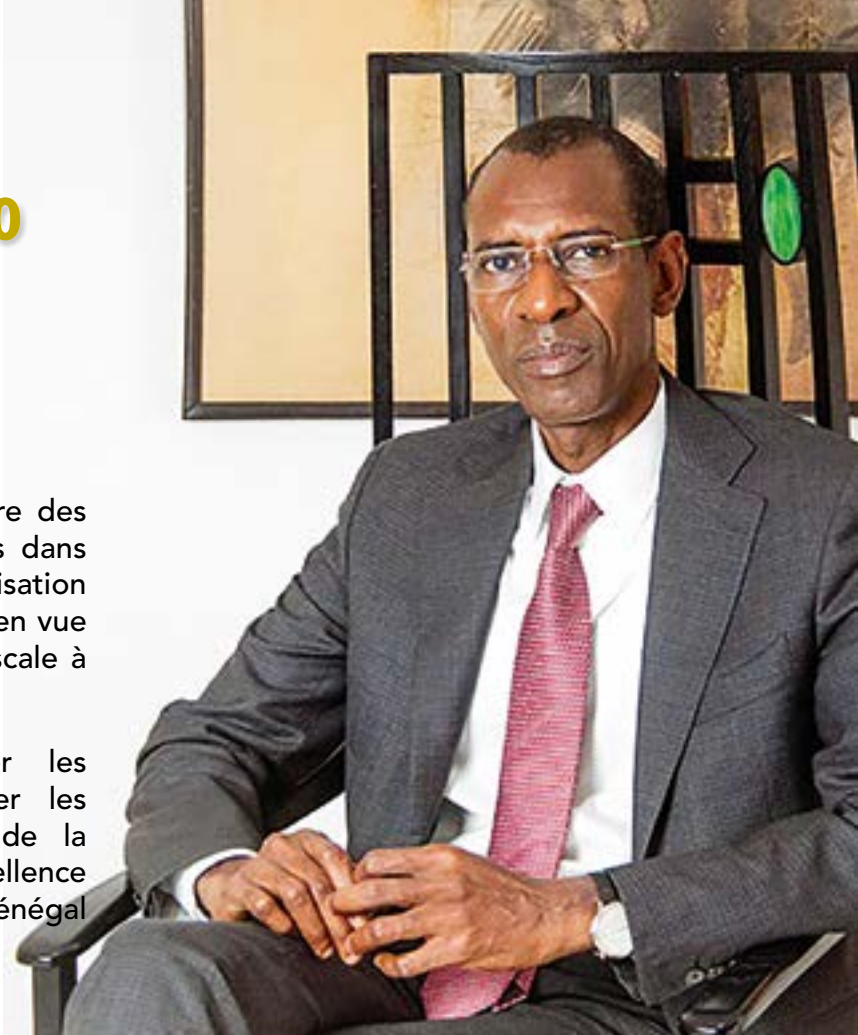 0
re des
s dans
isation
en vue
scale à
r les
er les
de la
ellence
énégal